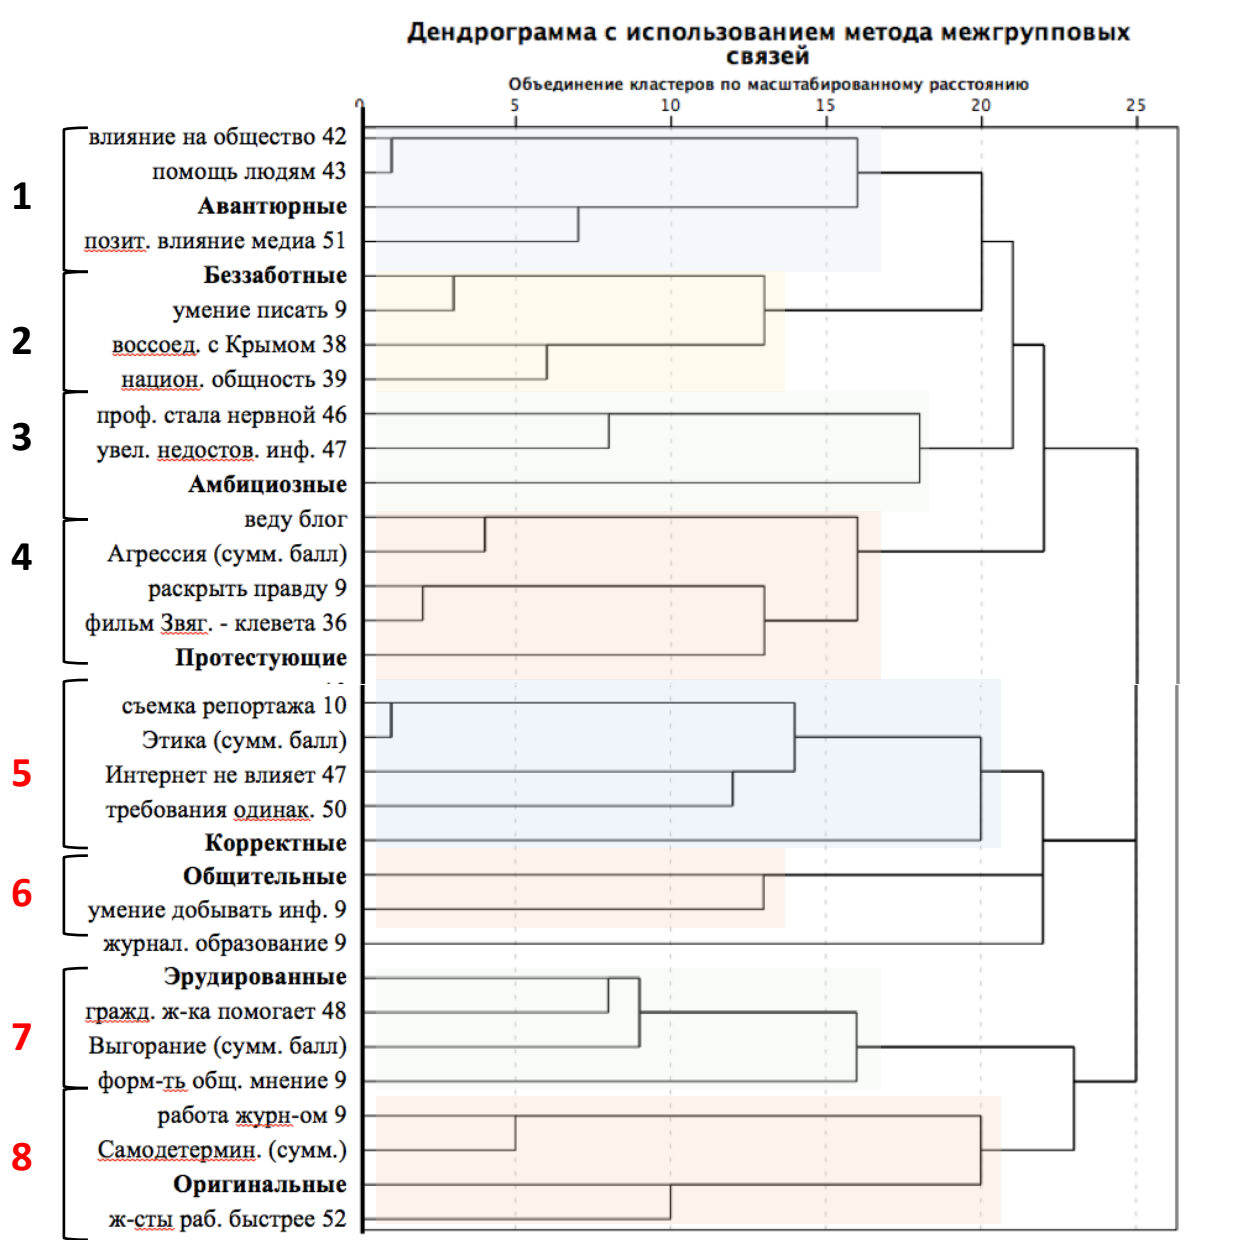 Дендрограмма с использованием метода межгрупповых
связей
Объединение кластеров по масштабированному расстоянию
0 5 10 15 20 25
влияние на общество 42
помощь людям 43
1
Авантюрные
позит. влияние медиа 51
Беззаботные
умение писать 9
2
воссоед. с Крымом 38
национ. общность 39
проф. стала нервной 46
3
увел. недостов. инф. 47
Амбициозные
веду блог
4
Агрессия (сумм. балл)
раскрыть правду 9
фильм Звяг. - клевета 36
Протестующие
съемка репортажа 10
Этика (сумм. балл)
5
Интернет не влияет 47
требования одинак. 50
Корректные
Общительные
6
умение добывать инф. 9
журнал. образование 9
Эрудированные
гражд. ж-ка помогает 48
7
Выгорание (сумм. балл)
форм-ть общ. мнение 9
работа журн-ом 9
8
Самодетермин. (сумм.)
Оригинальные
ж-сты раб. быстрее 52